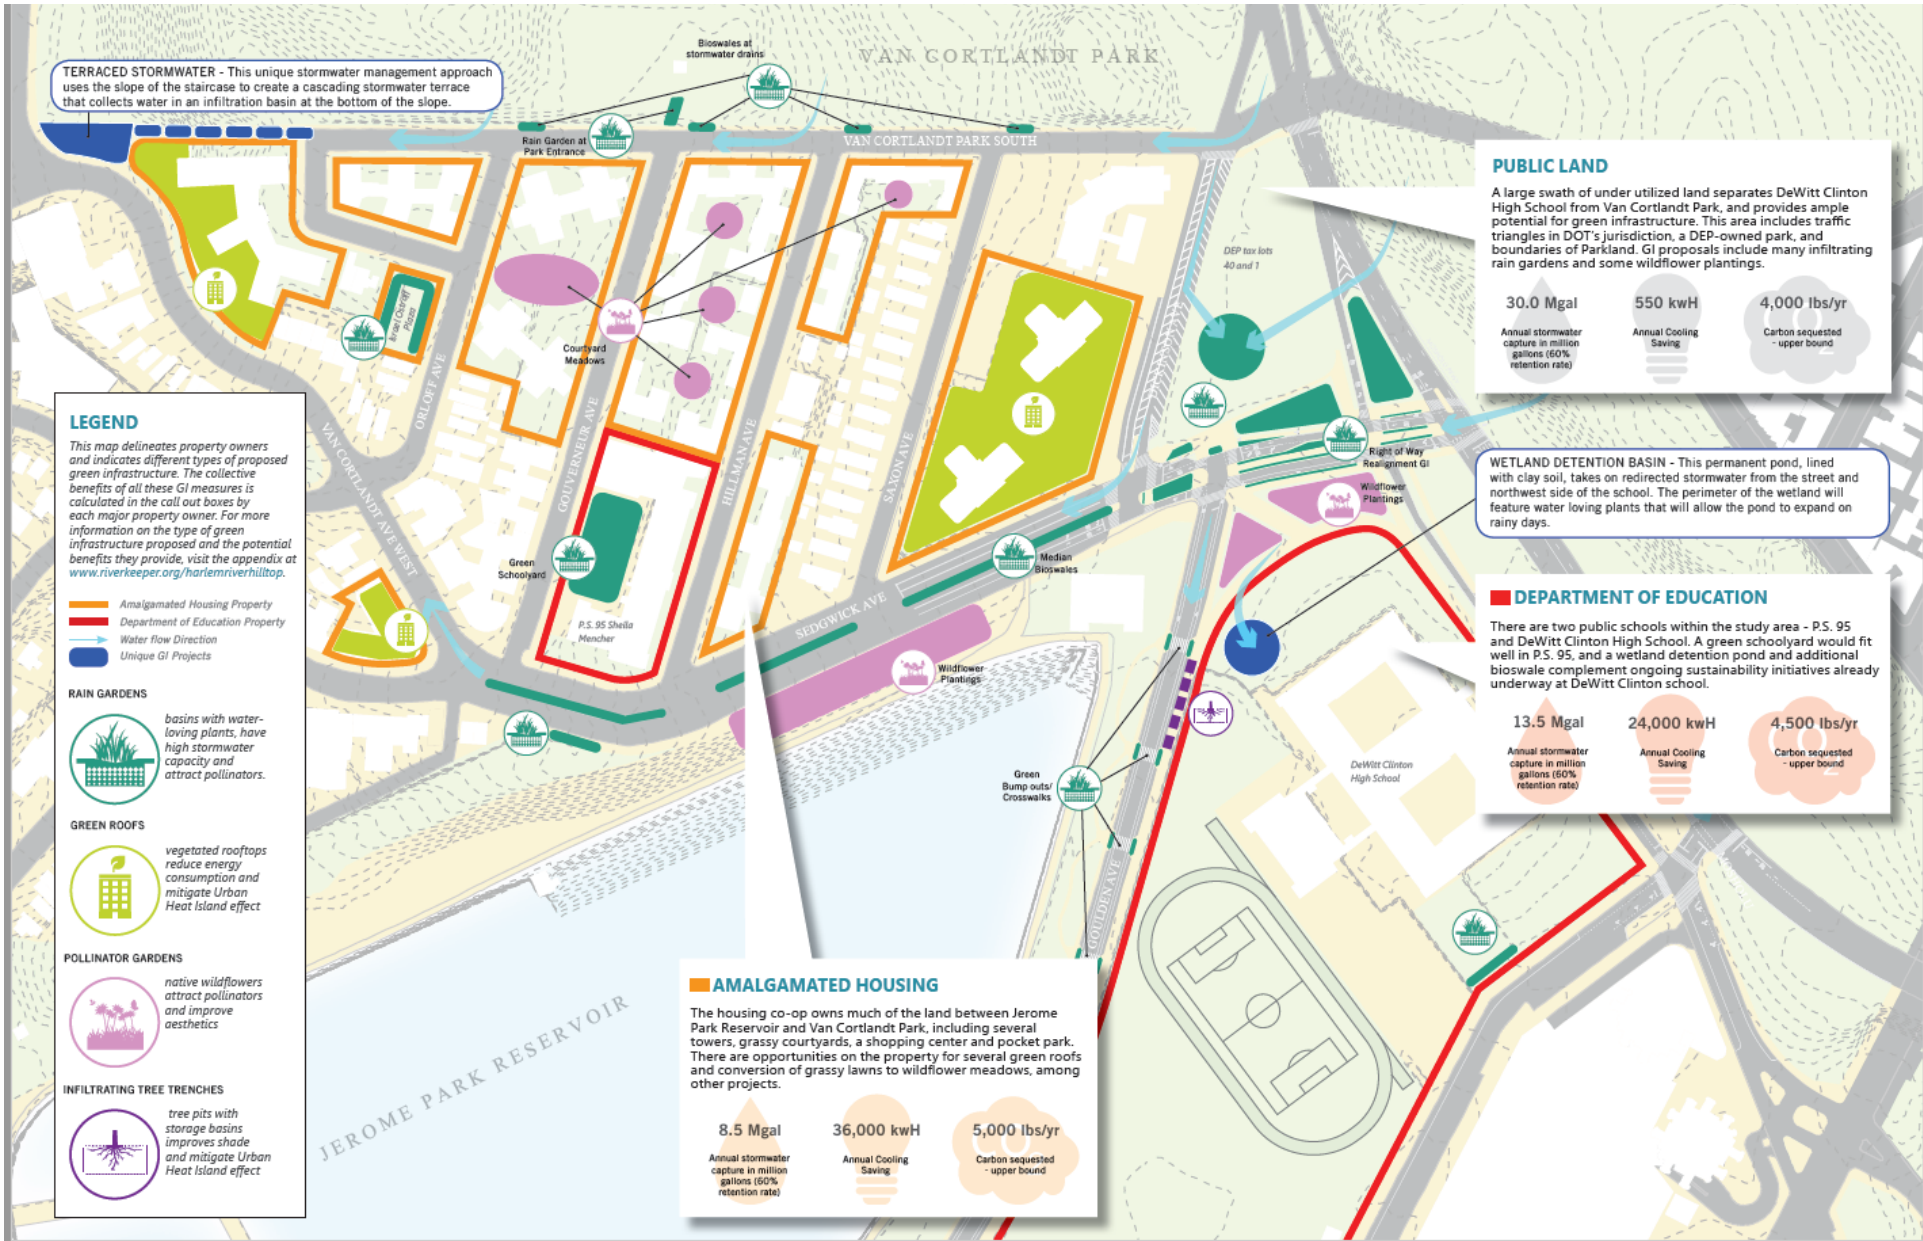 VAN CORTLANDT PARK
Bioswales at
stormwater drains
TERRACED STORMWATER - This unique stormwater management approach
uses the slope of the staircase to create a cascading stormwater terrace
that collects water in an infiltration basin at the bottom of the slope.
Rain Garden at
Park Entrance
VAN CORTLANDT PARK SOUTH
PUBLIC LAND
A large swath of under utilized land separates DeWitt Clinton
High School from Van Cortlandt Park, and provides ample
potential for green infrastructure. This area includes traffic
triangles in DOT's jurisdiction, a DEP-owned park, and
boundaries of Parkland. GI proposals include many infiltrating
rain gardens and some wildflower plantings.
30.0 Mgal
550 kwH
4,000 lbs/yr
Annual stormwater
capture in million
gallons (60%
retention rate)
Annual Cooling
Saving
Carbon sequested
- upper bound
DEP tax lots
40 and 1
Israel Ostroff
Plaza
Courtyard
Meadows
ORLOFF AVE
VAN CORTLANDT AVE WEST
GOUVERNEUR AVE
HILLMAN AVE
SAXON AVE
SEDGWICK AVE
GOULDEN AVE
Right of Way
Realignment GI
Wildflower
Plantings
WETLAND DETENTION BASIN - This permanent pond, lined
with clay soil, takes on redirected stormwater from the street and
northwest side of the school. The perimeter of the wetland will
feature water loving plants that will allow the pond to expand on
rainy days.
Green
Schoolyard
P.S. 95 Sheila
Mencher
Median
Bioswales
Wildflower
Plantings
DEPARTMENT OF EDUCATION
There are two public schools within the study area - P.S. 95
and DeWitt Clinton High School. A green schoolyard would fit
well in P.S. 95, and a wetland detention pond and additional
bioswale complement ongoing sustainability initiatives already
underway at DeWitt Clinton school.
13.5 Mgal
24,000 kwH
4,500 lbs/yr
Annual stormwater
capture in million
gallons (60%
retention rate)
Annual Cooling
Saving
Carbon sequested
- upper bound
Green
Bump outs/
Crosswalks
DeWitt Clinton
High School
JEROME PARK RESERVOIR
AMALGAMATED HOUSING
The housing co-op owns much of the land between Jerome
Park Reservoir and Van Cortlandt Park, including several
towers, grassy courtyards, a shopping center and pocket park.
There are opportunities on the property for several green roofs
and conversion of grassy lawns to wildflower meadows, among
other projects.
8.5 Mgal
36,000 kwH
5,000 lbs/yr
Annual stormwater
capture in million
gallons (60%
retention rate)
Annual Cooling
Saving
Carbon sequested
- upper bound
LEGEND
This map delineates property owners
and indicates different types of proposed
green infrastructure. The collective
benefits of all these GI measures is
calculated in the call out boxes by
each major property owner. For more
information on the type of green
infrastructure proposed and the potential
benefits they provide, visit the appendix at
www.riverkeeper.org/harlemriverhilltop.
Amalgamated Housing Property
Department of Education Property
Water flow Direction
Unique GI Projects
RAIN GARDENS
basins with water-
loving plants, have
high stormwater
capacity and
attract pollinators.
GREEN ROOFS
vegetated rooftops
reduce energy
consumption and
mitigate Urban
Heat Island effect
POLLINATOR GARDENS
native wildflowers
attract pollinators
and improve
aesthetics
INFILTRATING TREE TRENCHES
tree pits with
storage basins
improves shade
and mitigate Urban
Heat Island effect